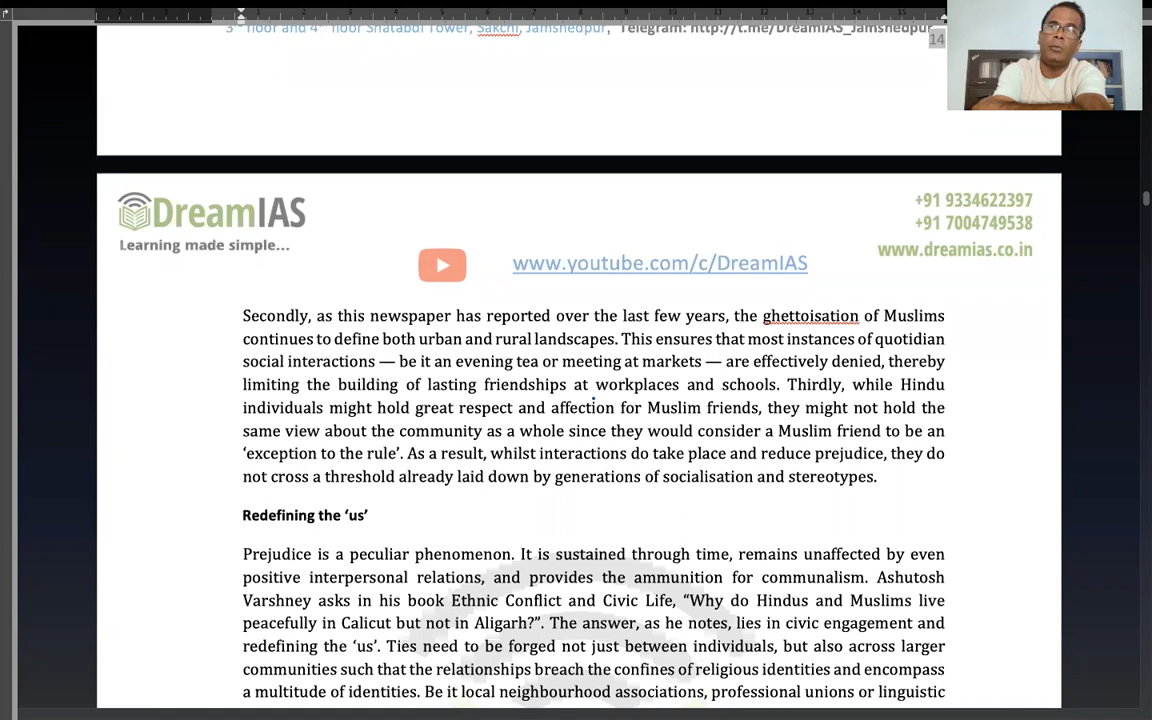 3rd floor and 4th floor Shatabdi Tower, Sakchi, Jamshedpur, Telegram: http://t.me/DreamIAS_Jamshedpur
14
DreamIAS
Learning made simple...
+91 9334622397
+91 7004749538
www.dreamias.co.in
www.youtube.com/c/DreamIAS
Secondly, as this newspaper has reported over the last few years, the ghettoisation of Muslims
continues to define both urban and rural landscapes. This ensures that most instances of quotidian
social interactions — be it an evening tea or meeting at markets — are effectively denied, thereby
limiting the building of lasting friendships at workplaces and schools. Thirdly, while Hindu
individuals might hold great respect and affection for Muslim friends, they might not hold the
same view about the community as a whole since they would consider a Muslim friend to be an
‘exception to the rule’. As a result, whilst interactions do take place and reduce prejudice, they do
not cross a threshold already laid down by generations of socialisation and stereotypes.
Redefining the ‘us’
Prejudice is a peculiar phenomenon. It is sustained through time, remains unaffected by even
positive interpersonal relations, and provides the ammunition for communalism. Ashutosh
Varshney asks in his book Ethnic Conflict and Civic Life, “Why do Hindus and Muslims live
peacefully in Calicut but not in Aligarh?”. The answer, as he notes, lies in civic engagement and
redefining the ‘us’. Ties need to be forged not just between individuals, but also across larger
communities such that the relationships breach the confines of religious identities and encompass
a multitude of identities. Be it local neighbourhood associations, professional unions or linguistic